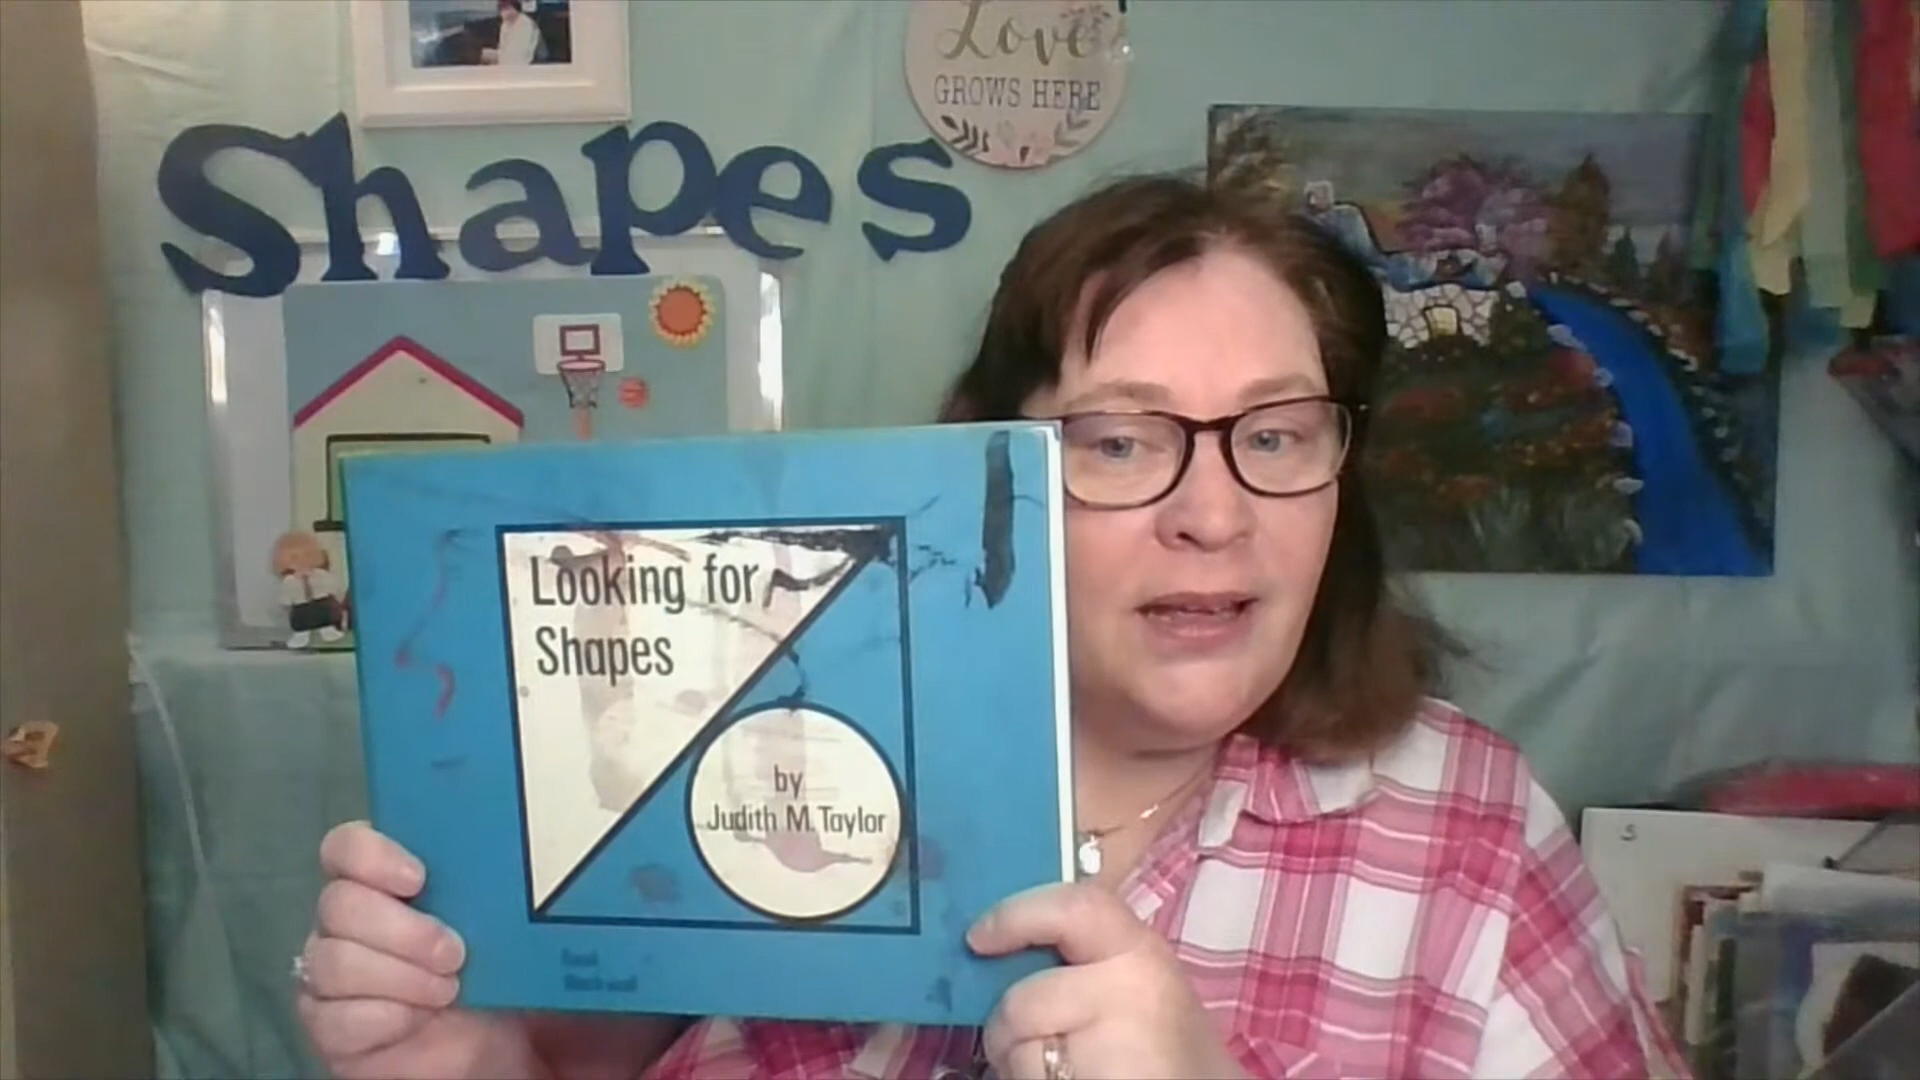 Love
GROWS HERE
Shapes
Looking for
Shapes
by
Judith M. Taylor
S